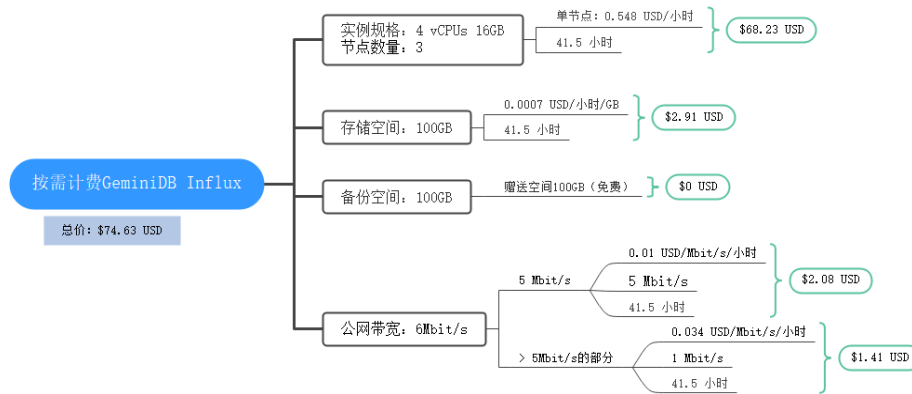 按需计费GeminiDB Influx
总价: $74.63 USD
实例规格: 4 vCPUs 16GB
节点数量: 3
单节点: 0.548 USD/小时
41.5 小时
$68.23 USD
存储空间: 100GB
0.0007 USD/小时/GB
41.5 小时
$2.91 USD
备份空间: 100GB
赠送空间100GB（免费）
$0 USD
公网带宽: 6Mbit/s
5 Mbit/s
0.01 USD/Mbit/s/小时
5 Mbit/s
41.5 小时
$2.08 USD
> 5Mbit/s的部分
0.034 USD/Mbit/s/小时
1 Mbit/s
41.5 小时
$1.41 USD